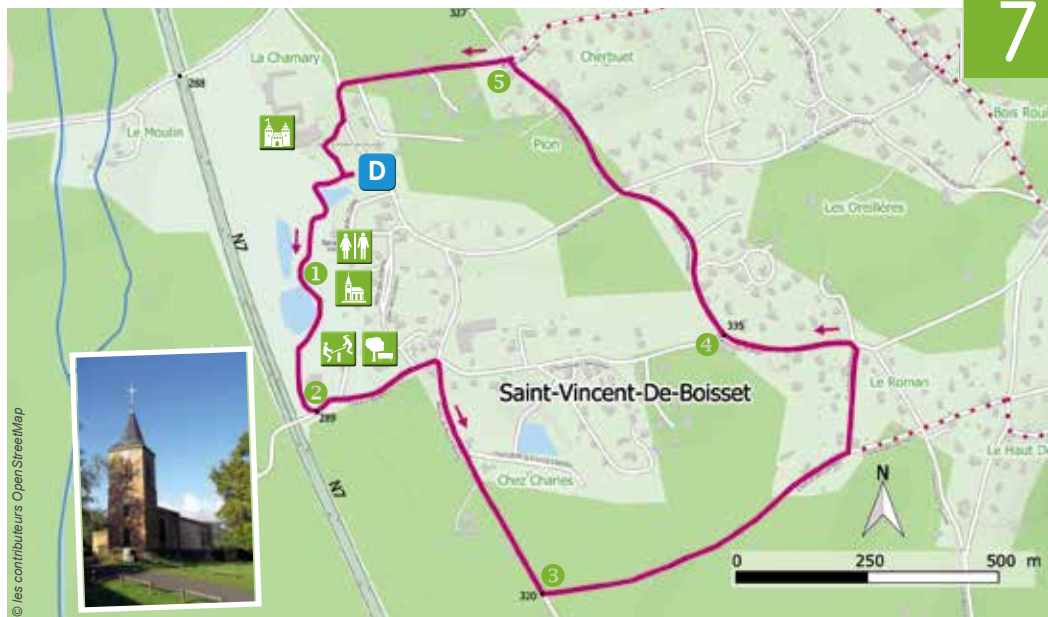 7
327
La Charnary
Cherbuet
288
5
Bois Rou
Le Moulin
Pion
D
Les Oreillères
N7
1
335
4
Le Roman
2
Saint-Vincent-De-Boisset
289
Le Haut De
N
N7
Chez Charles
0 250 500 m
3
320
© les contributeurs OpenStreetMap